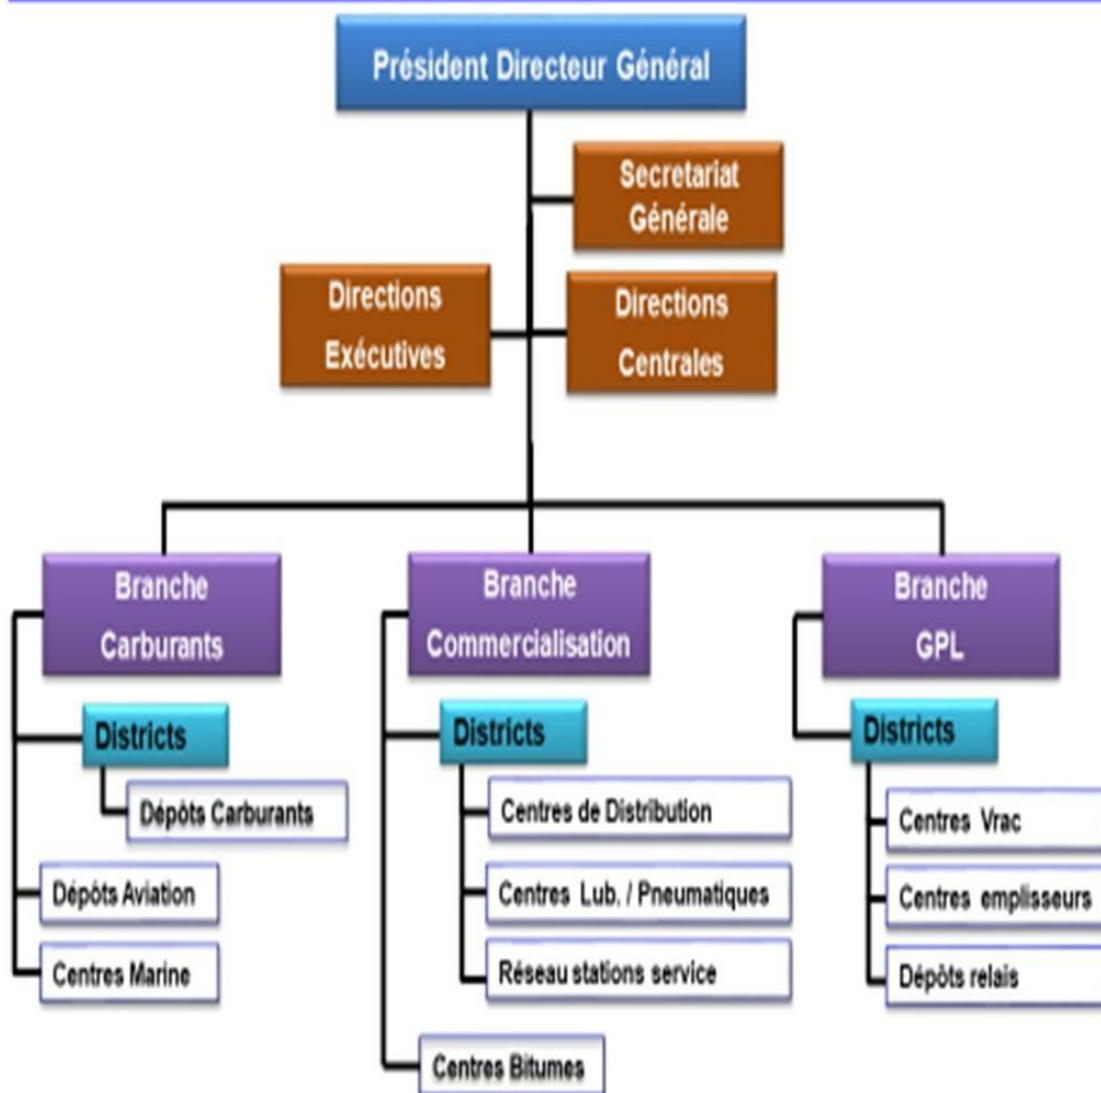 Président Directeur Général
Secretariat
Générale
Directions
Exécutives
Directions
Centrales
Branche
Carburants
Branche
Commercialisation
Branche
GPL
Districts
Dépôts Carburants
Dépôts Aviation
Centres Marine
Districts
Centres de Distribution
Centres Lub. / Pneumatiques
Réseau stations service
Centres Bitumes
Districts
Centres Vrac
Centres emplisseurs
Dépôts relais